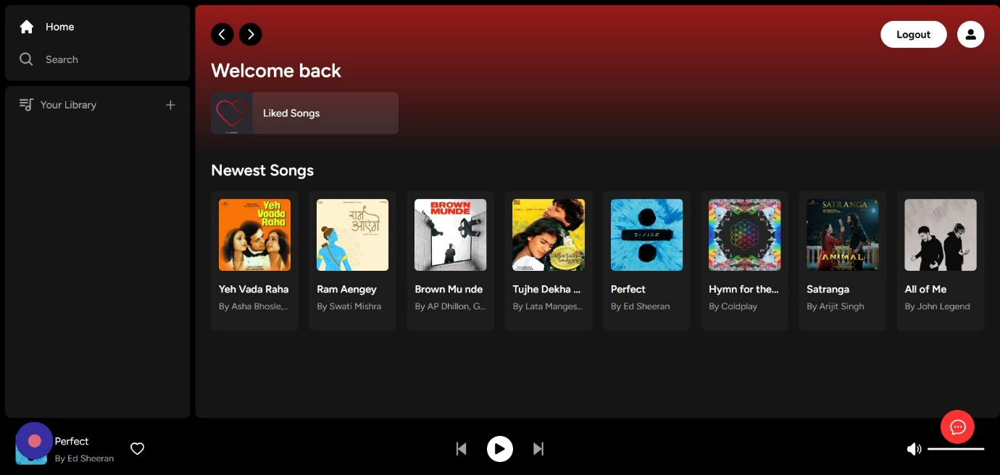 Home
Search
Your Library
Logout
Welcome back
Liked Songs
Newest Songs
Yeh
Vaada
Raha
Yeh Vada Raha
By Asha Bhosle,...
राम
आएंगे
Ram Aengey
By Swati Mishra
BROWN
MUNDE
Brown Mu nde
By AP Dhillon, G...
Tujhe Dekha ...
By Lata Manges...
DIVIDE
Perfect
By Ed Sheeran
Hymn for the...
By Coldplay
SATRANGA
ANIMAL
Satranga
By Arijit Singh
All of Me
By John Legend
Perfect
By Ed Sheeran